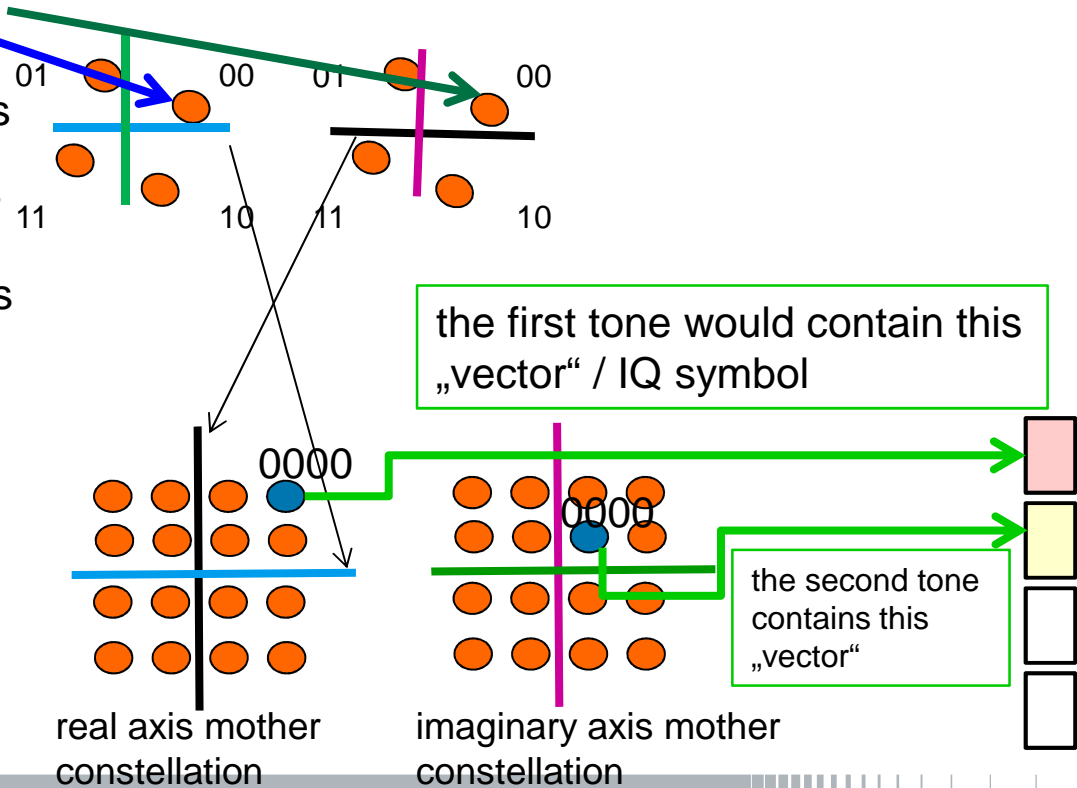 01 00 01 00
s
11 10 11 10
s
the first tone would contain this
„vector“ / IQ symbol
0000
0000
the second tone
contains this
„vector“
real axis mother
constellation
imaginary axis mother
constellation